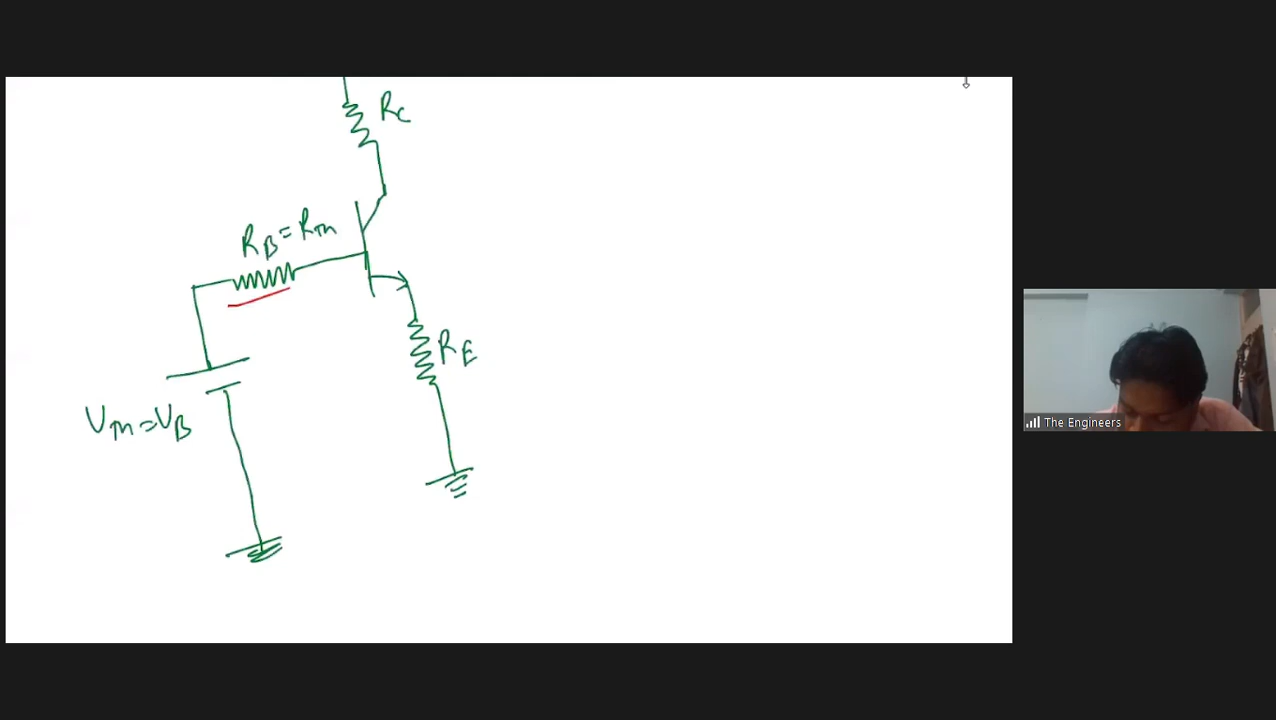 RC
RB = Rth
RE
Vth = VB
The Engineers